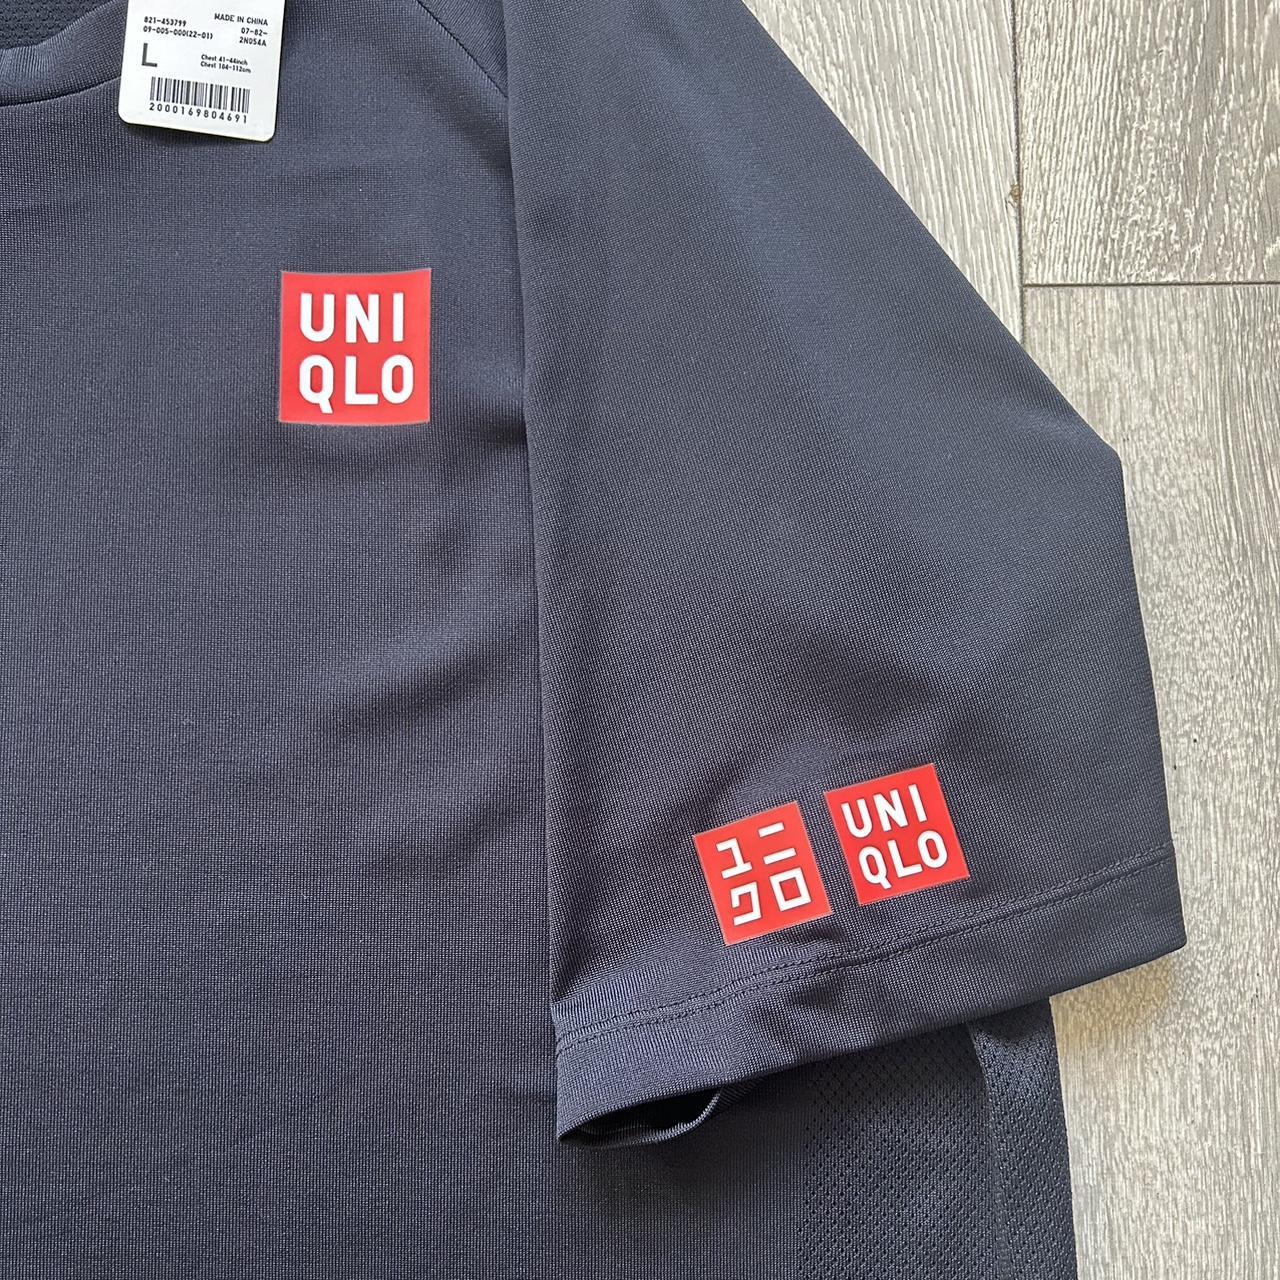 821-453799 MADE IN CHINA
09-005-000(22-01) 07-82-
2N054A
L
Chest 41-44inch
Chest 104-112cm
2000169804691
UNI
QLO
ユニ
クロ
UNI
QLO